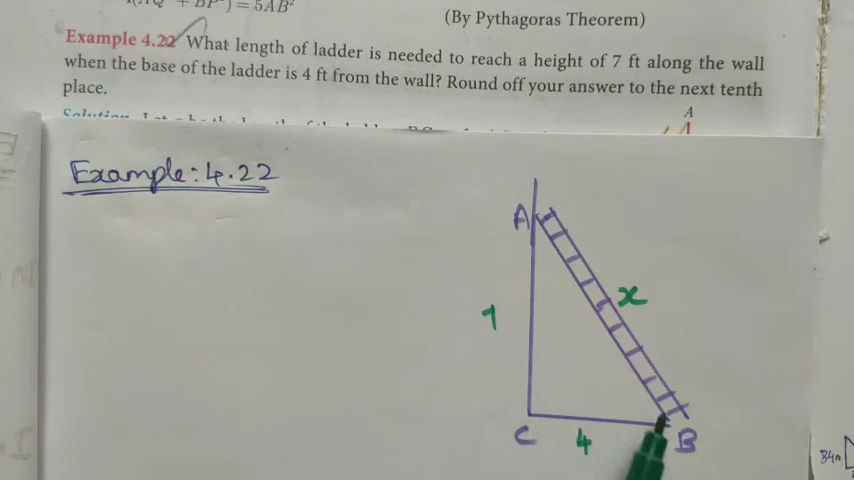 + BP²) = 5AB²
(By Pythagoras Theorem)
Example 4.22 What length of ladder is needed to reach a height of 7 ft along the wall
when the base of the ladder is 4 ft from the wall? Round off your answer to the next tenth
place.
A
Example: 4.22
A
x
7
C
4
B